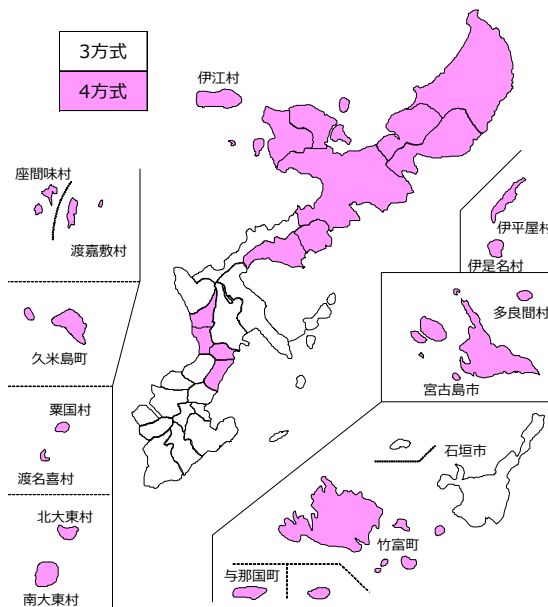 3方式
4方式
伊江村
座間味村
渡嘉敷村
伊平屋村
伊是名村
多良間村
宮古島市
久米島町
粟国村
渡名喜村
石垣市
北大東村
竹富町
与那国町
南大東村